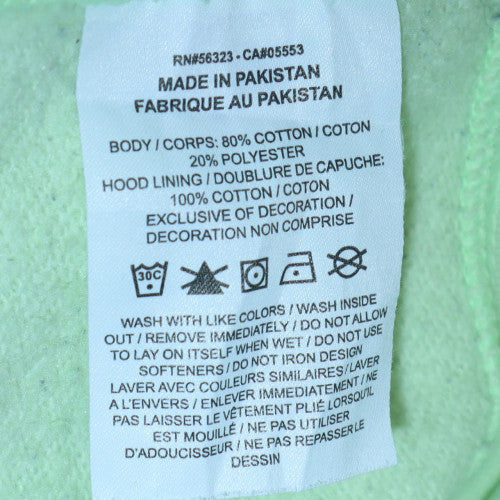 RN#56323 - CA#05553
MADE IN PAKISTAN
FABRIQUE AU PAKISTAN
BODY / CORPS: 80% COTTON / COTON
20% POLYESTER
HOOD LINING / DOUBLURE DE CAPUCHE:
100% COTTON / COTON
EXCLUSIVE OF DECORATION /
DECORATION NON COMPRISE
30C
WASH WITH LIKE COLORS / WASH INSIDE
OUT / REMOVE IMMEDIATELY / DO NOT ALLOW
TO LAY ON ITSELF WHEN WET / DO NOT USE
SOFTENERS / DO NOT IRON DESIGN
LAVER AVEC COULEURS SIMILAIRES / LAVER
A L'ENVERS / ENLEVER IMMEDIATEMENT / NE
PAS LAISSER LE VÊTEMENT PLIÉ LORSQU'IL
EST MOUILLÉ / NE PAS UTILISER
D'ADOUCISSEUR / NE PAS REPASSER LE
DESSIN